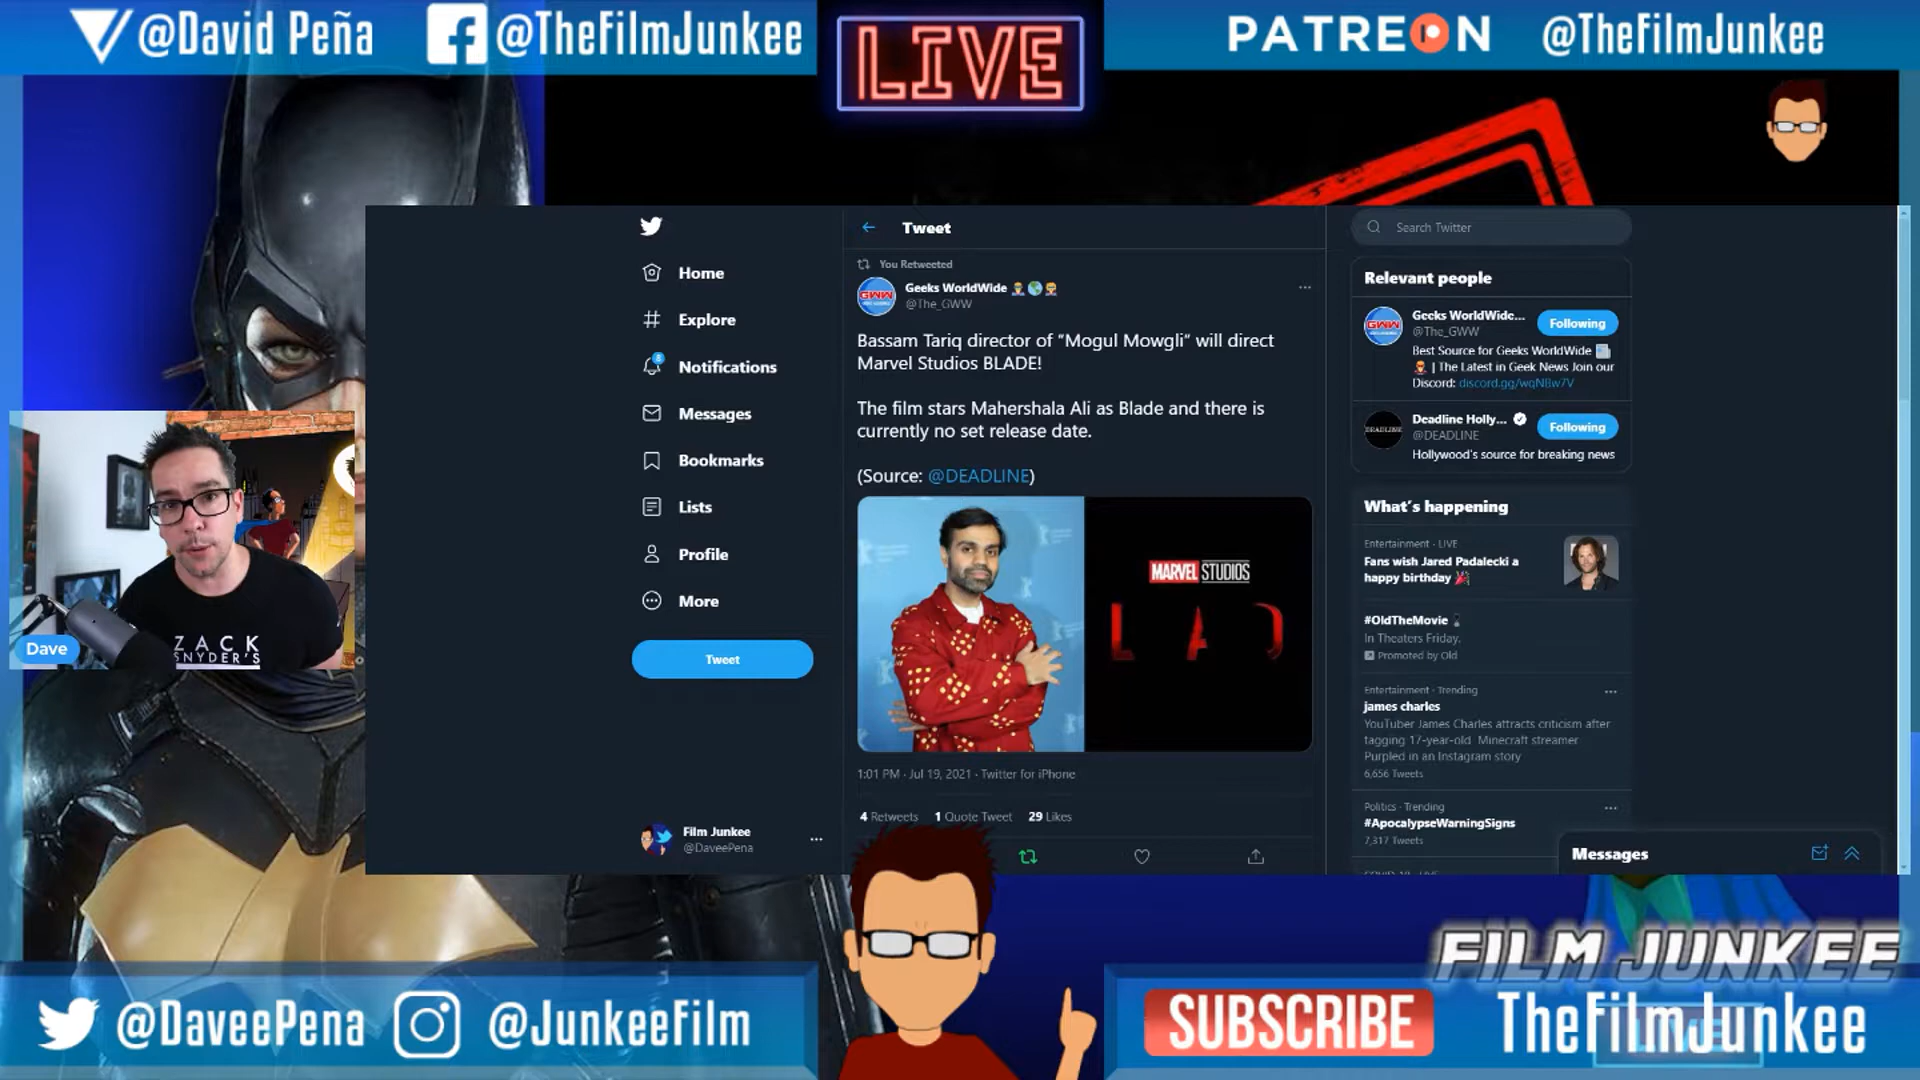 @David Peña
@TheFilmJunkee
LIVE
PATREON
@TheFilmJunkee
Home
Explore
8
Notifications
Messages
Bookmarks
Lists
Profile
More
Tweet
Film Junkee
@DaveePena
Tweet
You Retweeted
GWW
Geeks WorldWide
@The_GWW
Bassam Tariq director of “Mogul Mowgli” will direct
Marvel Studios BLADE!
The film stars Mahershala Ali as Blade and there is
currently no set release date.
(Source: @DEADLINE)
MARVEL STUDIOS
L A D
1:01 PM · Jul 19, 2021 · Twitter for iPhone
4 Retweets 1 Quote Tweet 29 Likes
Search Twitter
Relevant people
GWW
Geeks WorldWide...
@The_GWW
Following
Best Source for Geeks WorldWide
| The Latest in Geek News Join our
Discord: discord.gg/wqNBw7V
DEADLINE
Deadline Holly...
@DEADLINE
Following
Hollywood's source for breaking news
What's happening
Entertainment · LIVE
Fans wish Jared Padalecki a
happy birthday
#OldTheMovie
In Theaters Friday.
Promoted by Old
Entertainment · Trending
james charles
YouTuber James Charles attracts criticism after
tagging 17-year-old Minecraft streamer
Purpled in an Instagram story
6,656 Tweets
Politics · Trending
#ApocalypseWarningSigns
7,317 Tweets
Messages
ZACK
SNYDER'S
Dave
FILM JUNKEE
@DaveePena
@JunkeeFilm
SUBSCRIBE
TheFilmJunkee